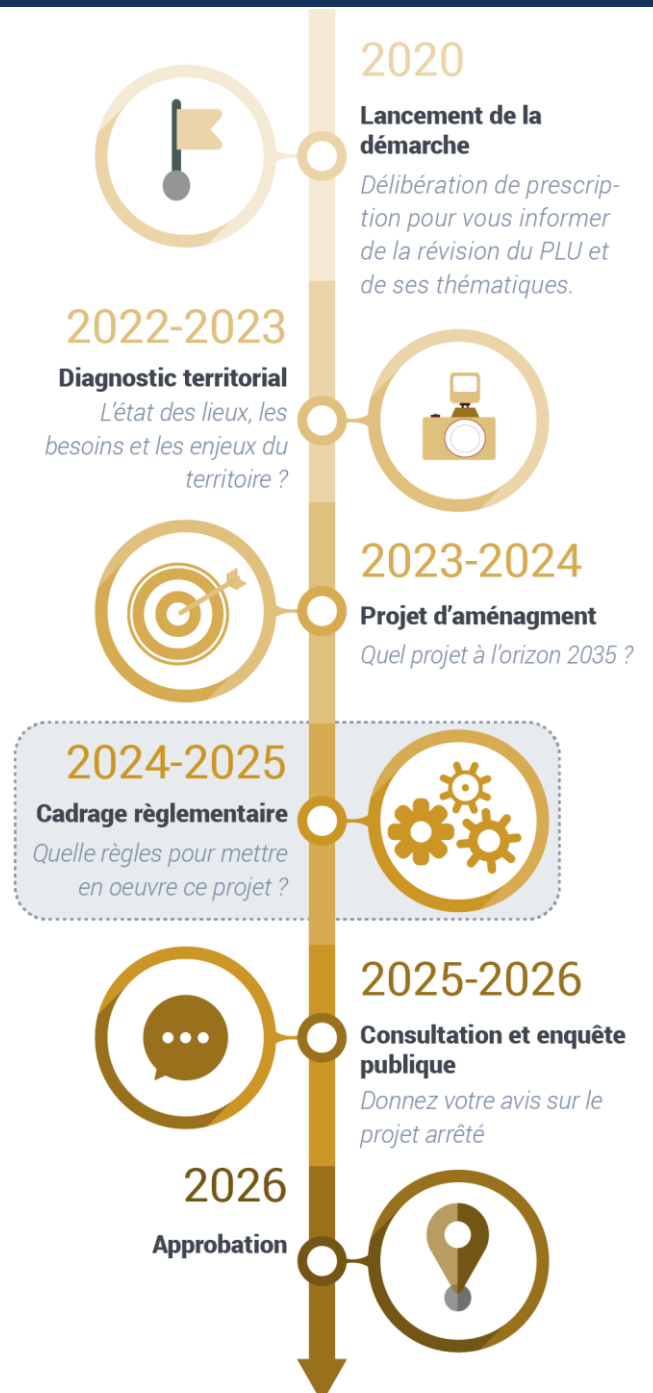 2020
Lancement de la
démarche
Délibération de prescrip-
tion pour vous informer
de la révision du PLU et
de ses thématiques.
2022-2023
Diagnostic territorial
L'état des lieux, les
besoins et les enjeux du
territoire ?
2023-2024
Projet d'aménagment
Quel projet à l'orizon 2035 ?
2024-2025
Cadrage règlementaire
Quelle règles pour mettre
en oeuvre ce projet ?
2025-2026
Consultation et enquête
publique
Donnez votre avis sur le
projet arrêté
2026
Approbation